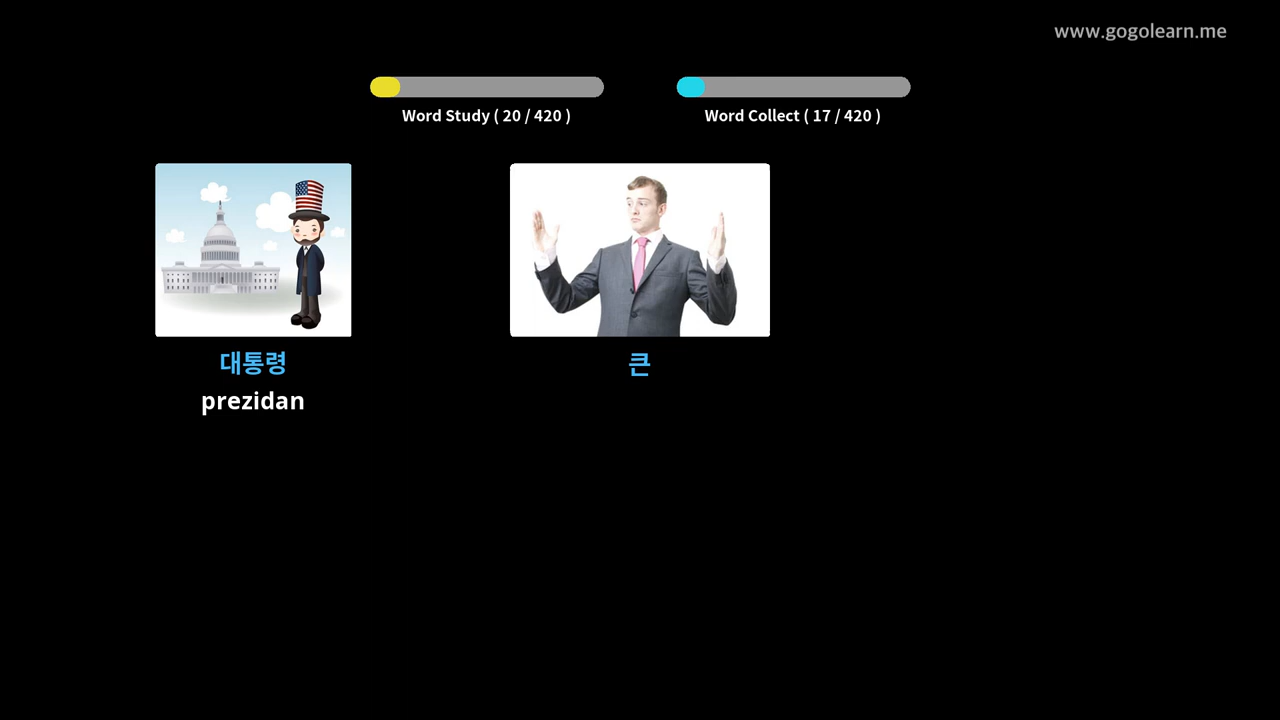 www.gogolearn.me
Word Study ( 20 / 420 )
Word Collect ( 17 / 420 )
대통령
prezidan
큰